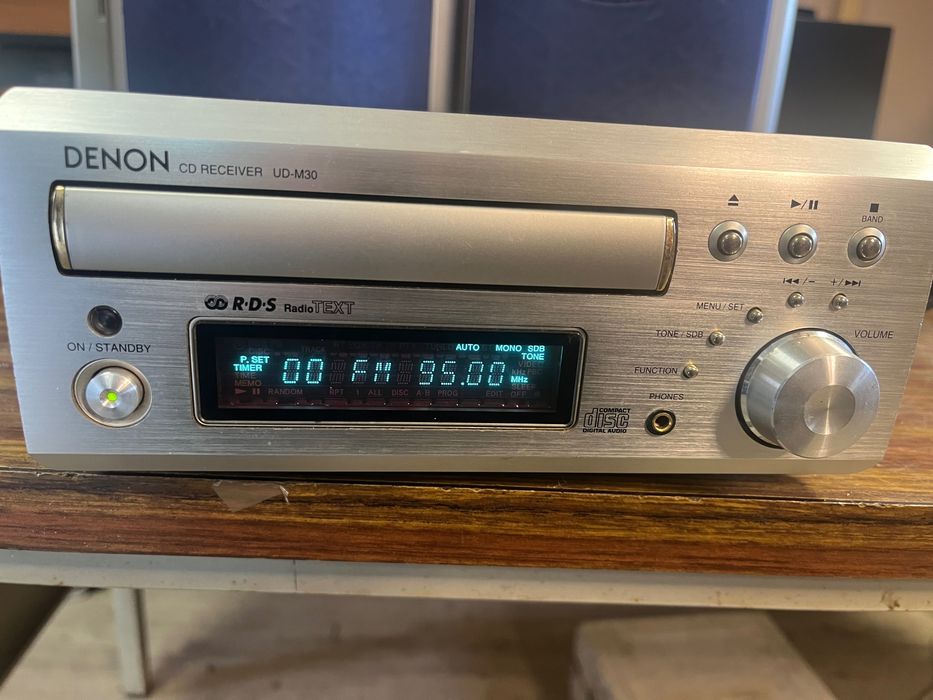 DENON CD RECEIVER UD-M30
BAND
R·D·S RadioTEXT
MENU / SET
TONE / SDB
VOLUME
ON / STANDBY
FUNCTION
PHONES
AUTO MONO SDB
TONE
P. SET
TIMER
00 FM 95.00 MHz
TIME
MEMO
RANDOM RPT 1 ALL DISC A-B PROG EDIT OFF
COMPACT
disc
DIGITAL AUDIO